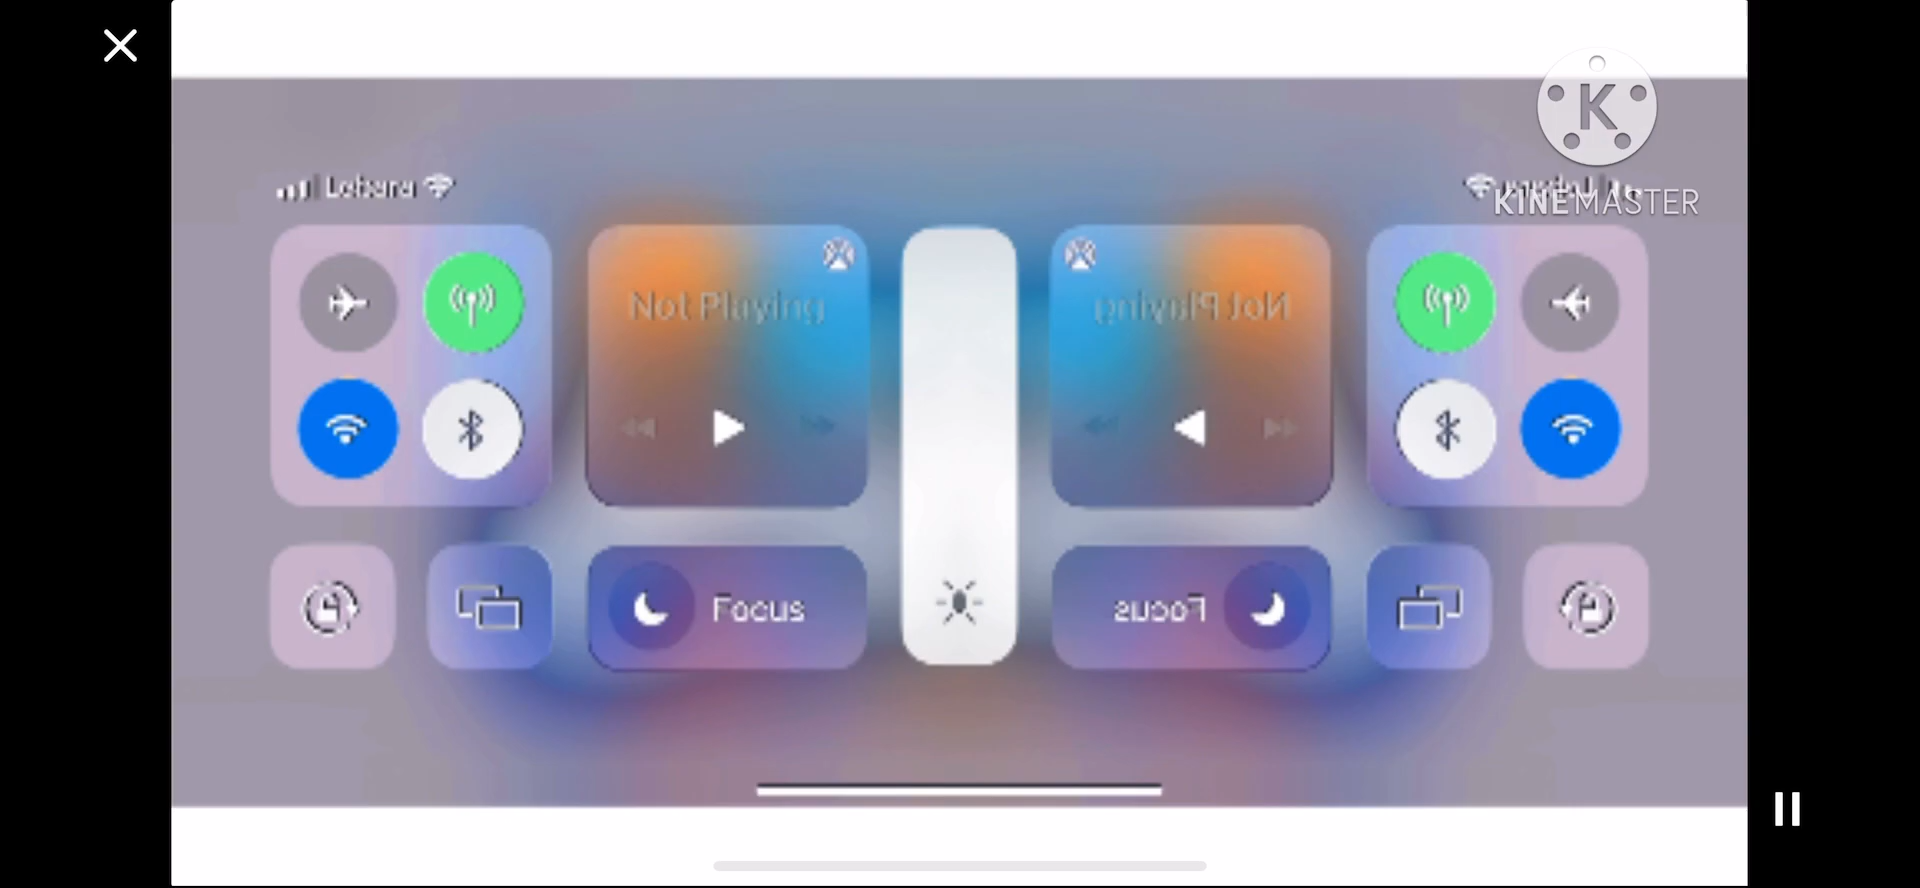 K
Lebara
KINEMASTER
Not Playing
Not Playing
Focus
Focus